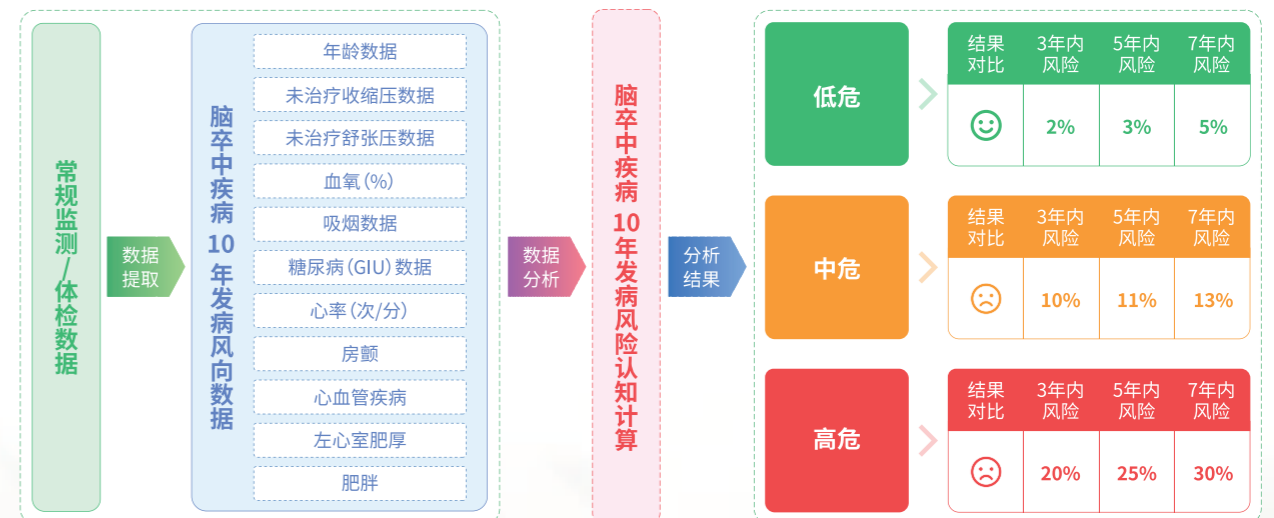 常规监测/体检数据
数据
提取
脑卒中疾病10年发病风向数据
年龄数据
未治疗收缩压数据
未治疗舒张压数据
血氧(%)
吸烟数据
糖尿病(GIU)数据
心率(次/分)
房颤
心血管疾病
左心室肥厚
肥胖
数据
分析
脑卒中疾病10年发病风险认知计算
分析
结果
低危
结果
对比
3年内
风险
5年内
风险
7年内
风险
2%
3%
5%
中危
结果
对比
3年内
风险
5年内
风险
7年内
风险
10%
11%
13%
高危
结果
对比
3年内
风险
5年内
风险
7年内
风险
20%
25%
30%